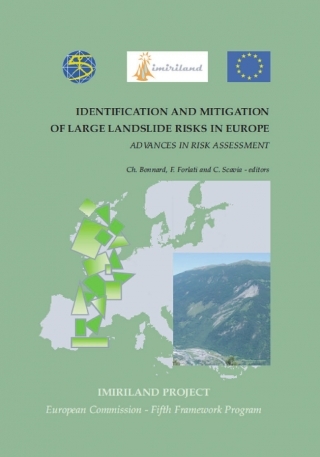 imiriland
IDENTIFICATION AND MITIGATION
OF LARGE LANDSLIDE RISKS IN EUROPE
ADVANCES IN RISK ASSESSMENT
Ch. Bonnard, F. Forlati and C. Scavia - editors
IMIRILAND PROJECT
European Commission - Fifth Framework Program